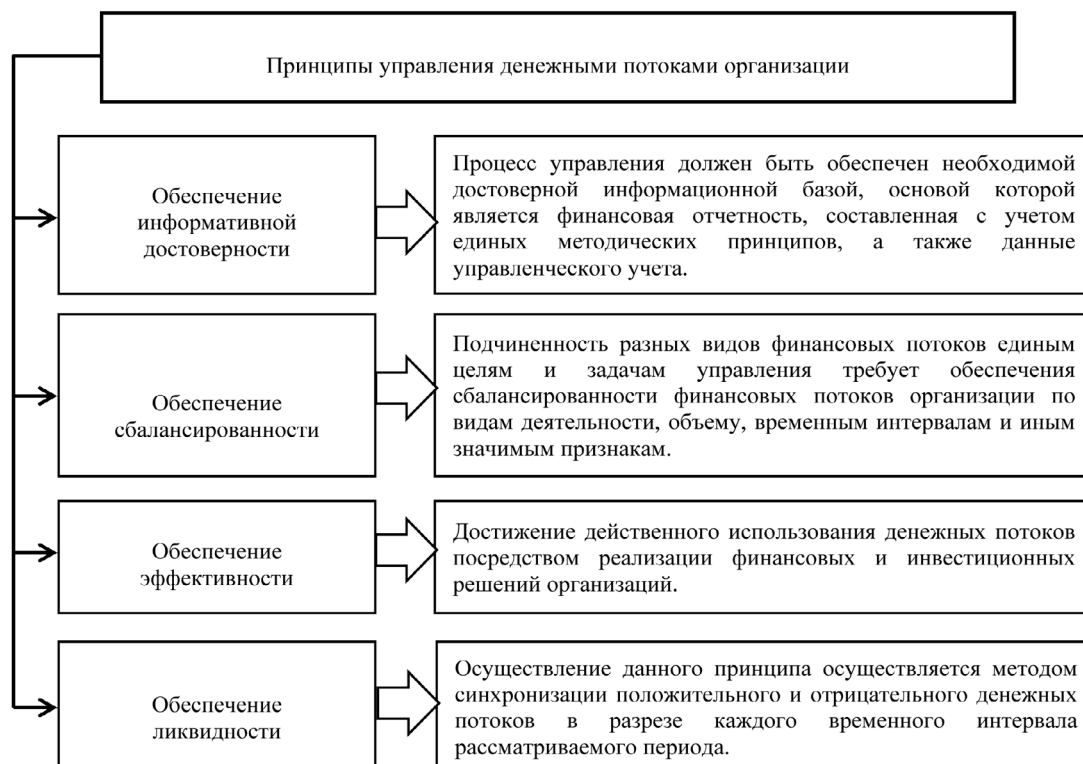 Принципы управления денежными потоками организации
Обеспечение
информативной
достоверности
Процесс управления должен быть обеспечен необходимой
достоверной информационной базой, основой которой
является финансовая отчетность, составленная с учетом
единых методических принципов, а также данные
управленческого учета.
Обеспечение
сбалансированности
Подчиненность разных видов финансовых потоков единым
целям и задачам управления требует обеспечения
сбалансированности финансовых потоков организации по
видам деятельности, объему, временным интервалам и иным
значимым признакам.
Обеспечение
эффективности
Достижение действенного использования денежных потоков
посредством реализации финансовых и инвестиционных
решений организаций.
Обеспечение
ликвидности
Осуществление данного принципа осуществляется методом
синхронизации положительного и отрицательного денежных
потоков в разрезе каждого временного интервала
рассматриваемого периода.